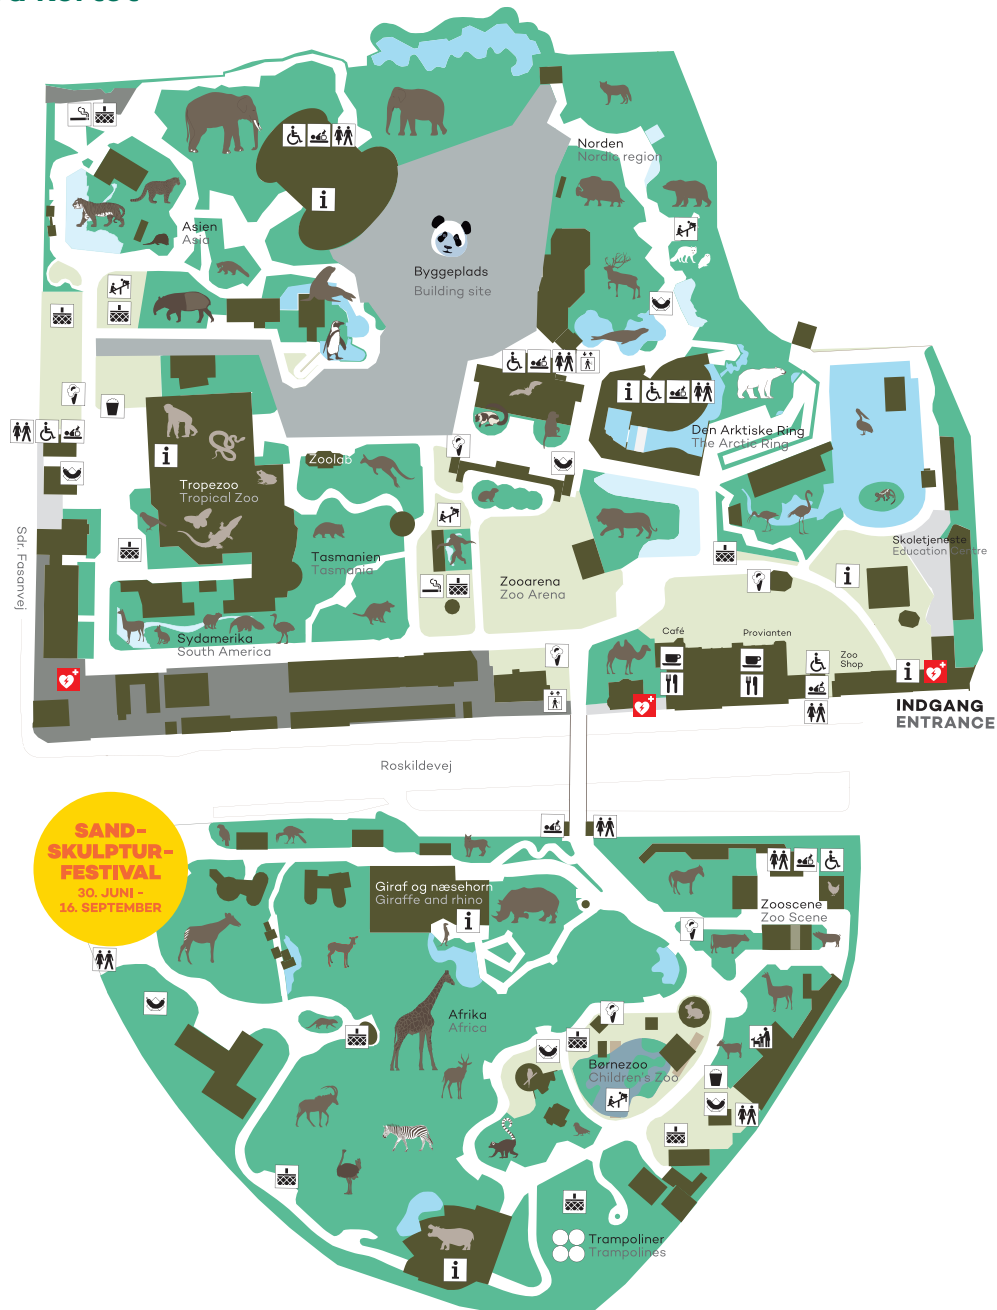 Norden
Nordic region
Asien
Asia
i
Byggeplads
Building site
i
Den Arktiske Ring
The Arctic Ring
Zoolab
i
Tropezoo
Tropical Zoo
Skoletjeneste
Education Centre
Tasmanien
Tasmania
Zooarena
Zoo Arena
i
Sdr. Fasanvej
Sydamerika
South America
Café
Provianten
Zoo
Shop
i
INDGANG
ENTRANCE
Roskildevej
SAND-
SKULPTUR-
FESTIVAL
30. JUNI -
16. SEPTEMBER
Giraf og næsehorn
Giraffe and rhino
i
Zooscene
Zoo Scene
Afrika
Africa
Børnezoo
Children's Zoo
Trampoliner
Trampolines
i